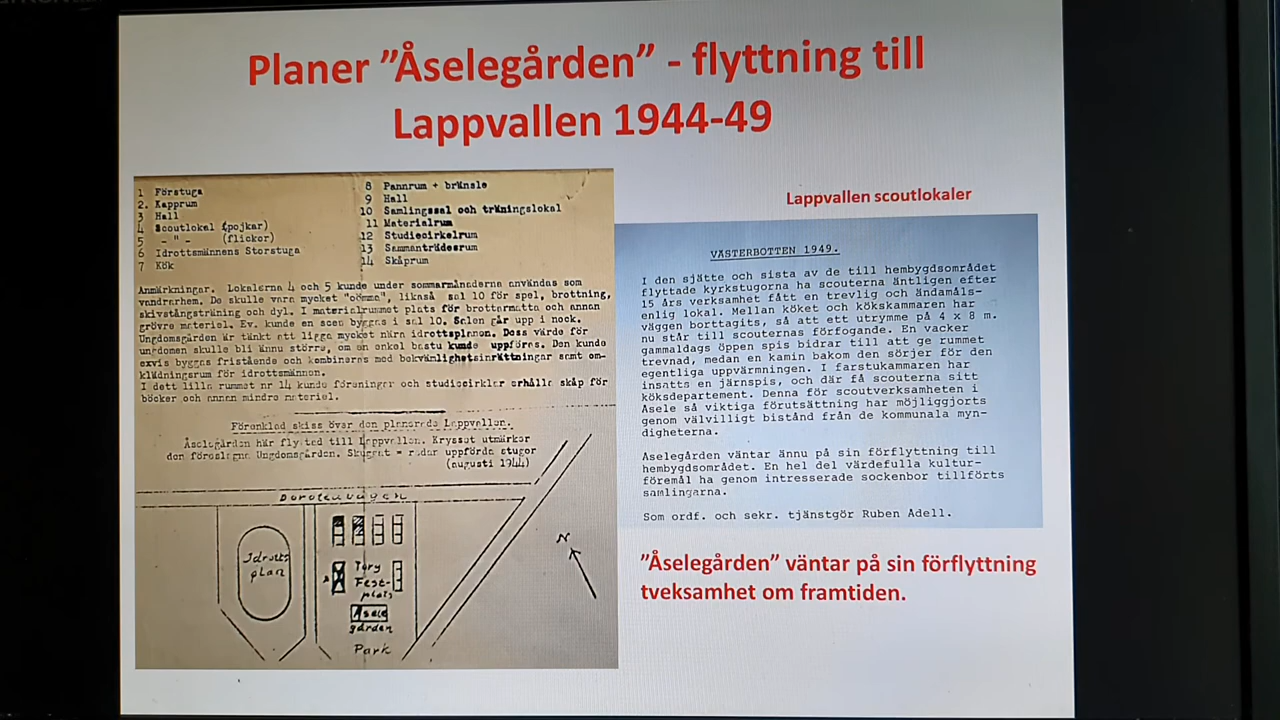 Planer ”Åselegården” - flyttning till
Lappvallen 1944-49
1 Förstuga
2. Kapprum
3 Hall
4 Scoutlokal (pojkar)
5 - " - (flickor)
6 Idrottsmännens Storstuga
7 Kök
8 Pannrum + bränsle
9 Hall
10 Samlingssal och träningslokal
11 Materialrum
12 Studiecirkelrum
13 Sammanträdesrum
14 Skåprum
Anmärkningar. Lokalerna 4 och 5 kunde under sommarmånaderna användas som
vandrarhem. De skulle vara mycket "ömma", likaså sal 10 för spel, brottning,
skivstångsträning och dyl. I materialrummet plats för brottarmatta och annan
grövre materiel. Ev. kunde en scen byggas i sal 10. Salen går upp i nock.
Ungdomsgården är tänkt att ligga mycket nära idrottsplanen. Dess värde för
ungdomen skulle bli ännu större, om en enkel bastu kunde uppföras. Den kunde
exvis byggas fristående och kombineras med bekvämlighetsinrättningar samt om-
klädningsrum för idrottsmännen.
I det lilla rummet nr 14 kunde föreningar och studiecirklar erhålla skåp för
böcker och annan mindre materiel.
Förenklad skiss över den planerade Lappvallen.
Åselegården här flyttad till Lappvallen. Krysset utmärker
den föreslagna Ungdomsgården. Skuggat = redan uppförda stugor
(augusti 1944)
Doroteavägen
Idrotts
plan
x
Torg
Fest-
plats
Åsele
gården
Park
N
Lappvallen scoutlokaler
VÄSTERBOTTEN 1949.
I den sjätte och sista av de till hembygdsområdet
flyttade kyrkstugorna ha scouterna äntligen efter
15 års verksamhet fått en trevlig och ändamåls-
enlig lokal. Mellan köket och kökskammaren har
väggen borttagits, så att ett utrymme på 4 x 8 m.
nu står till scouternas förfogande. En vacker
gammaldags öppen spis bidrar till att ge rummet
trevnad, medan en kamin bakom den sörjer för den
egentliga uppvärmningen. I farstukammaren har
insatts en järnspis, och där få scouterna sitt
köksdepartement. Denna för scoutverksamheten i
Åsele så viktiga förutsättning har möjliggjorts
genom välvilligt bistånd från de kommunala myn-
digheterna.
Åselegården väntar ännu på sin förflyttning till
hembygdsområdet. En hel del värdefulla kultur-
föremål ha genom intresserade sockenbor tillförts
samlingarna.
Som ordf. och sekr. tjänstgör Ruben Adell.
”Åselegården” väntar på sin förflyttning
tveksamhet om framtiden.